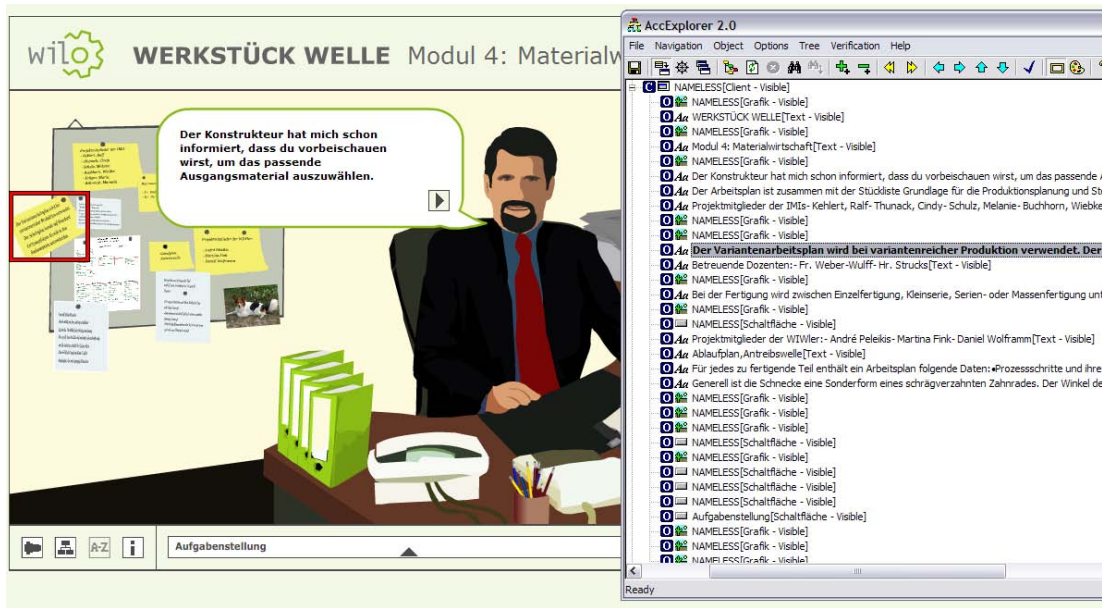 wilo
WERKSTÜCK WELLE Modul 4: Materialw
Der Konstrukteur hat mich schon
informiert, dass du vorbeischauen
wirst, um das passende
Ausgangsmaterial auszuwählen.
A-Z
i
Aufgabenstellung
AccExplorer 2.0
File Navigation Object Options Tree Verification Help
NAMELESS[Client - Visible]
NAMELESS[Grafik - Visible]
WERKSTÜCK WELLE[Text - Visible]
NAMELESS[Grafik - Visible]
Modul 4: Materialwirtschaft[Text - Visible]
NAMELESS[Grafik - Visible]
Der Konstrukteur hat mich schon informiert, dass du vorbeischauen wirst, um das passende A
Der Arbeitsplan ist zusammen mit der Stückliste Grundlage für die Produktionsplanung und Ste
Projektmitglieder der IMIs- Kehlert, Ralf- Thunack, Cindy- Schulz, Melanie- Buchhorn, Wiebke
NAMELESS[Grafik - Visible]
NAMELESS[Grafik - Visible]
Der Variantenarbeitsplan wird bei variantenreicher Produktion verwendet. Der
Betreuende Dozenten:- Fr. Weber-Wulff- Hr. Strucks[Text - Visible]
NAMELESS[Grafik - Visible]
Bei der Fertigung wird zwischen Einzelfertigung, Kleinserie, Serien- oder Massenfertigung unt
NAMELESS[Grafik - Visible]
NAMELESS[Schaltfläche - Visible]
Projektmitglieder der WIWler:- André Peleikis- Martina Fink- Daniel Wolframm[Text - Visible]
Ablaufplan,Antreibswelle[Text - Visible]
Für jedes zu fertigende Teil enthält ein Arbeitsplan folgende Daten:•Prozessschritte und ihre
Generell ist die Schnecke eine Sonderform eines schrägverzahnten Zahnrades. Der Winkel de
NAMELESS[Grafik - Visible]
NAMELESS[Grafik - Visible]
NAMELESS[Grafik - Visible]
NAMELESS[Schaltfläche - Visible]
NAMELESS[Grafik - Visible]
NAMELESS[Schaltfläche - Visible]
NAMELESS[Schaltfläche - Visible]
NAMELESS[Schaltfläche - Visible]
Aufgabenstellung[Schaltfläche - Visible]
NAMELESS[Grafik - Visible]
NAMELESS[Grafik - Visible]
NAMELESS[Grafik - Visible]
Ready